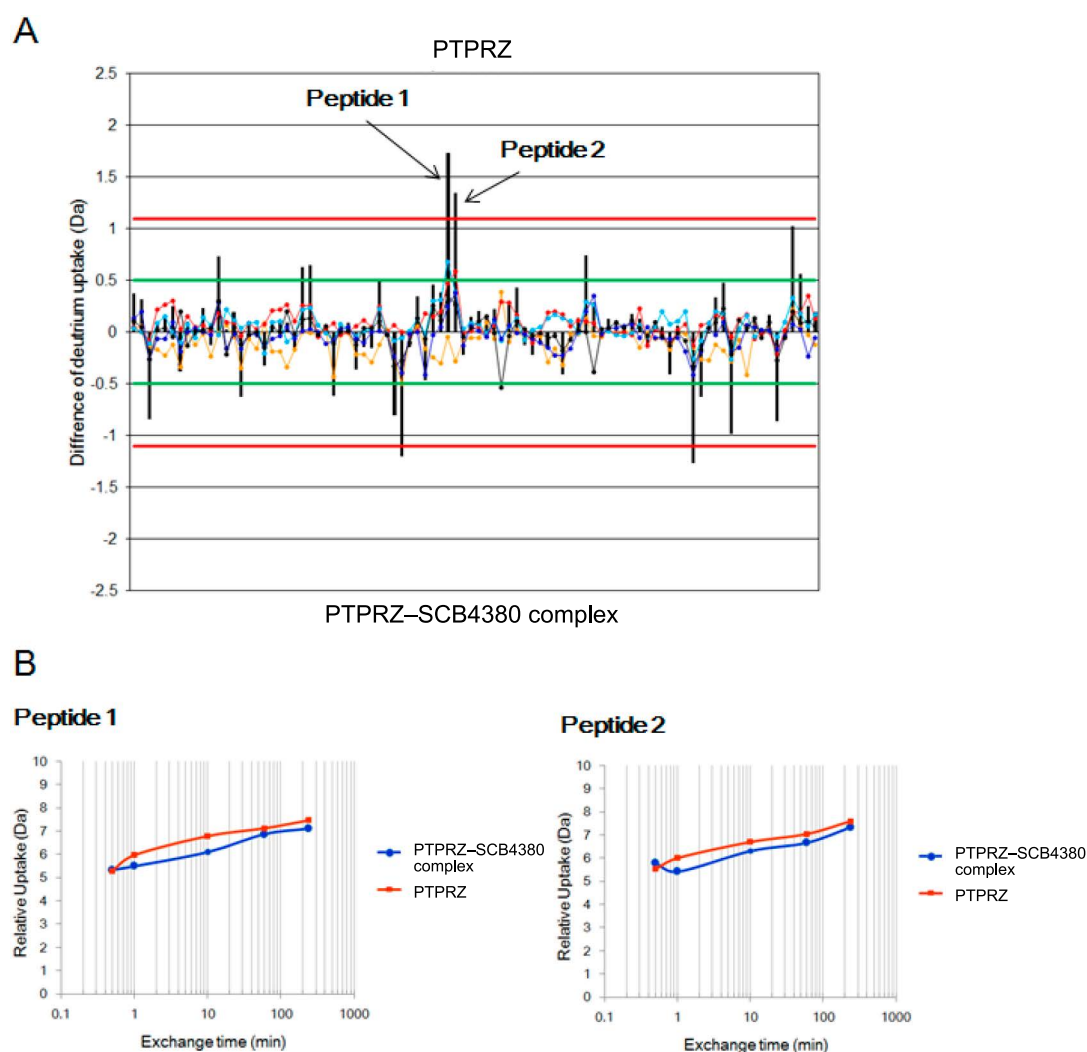 A
PTPRZ
Peptide 1
Peptide 2
Diffrence of deutrium uptake (Da)
2.5
2
1.5
1
0.5
0
-0.5
-1
-1.5
-2
-2.5
PTPRZ–SCB4380 complex
B
Peptide 1
Relative Uptake (Da)
10
9
8
7
6
5
4
3
2
1
0
0.1 1 10 100 1000
Exchange time (min)
PTPRZ–SCB4380
complex
PTPRZ
Peptide 2
Relative Uptake (Da)
10
9
8
7
6
5
4
3
2
1
0
0.1 1 10 100 1000
Exchange time (min)
PTPRZ–SCB4380
complex
PTPRZ